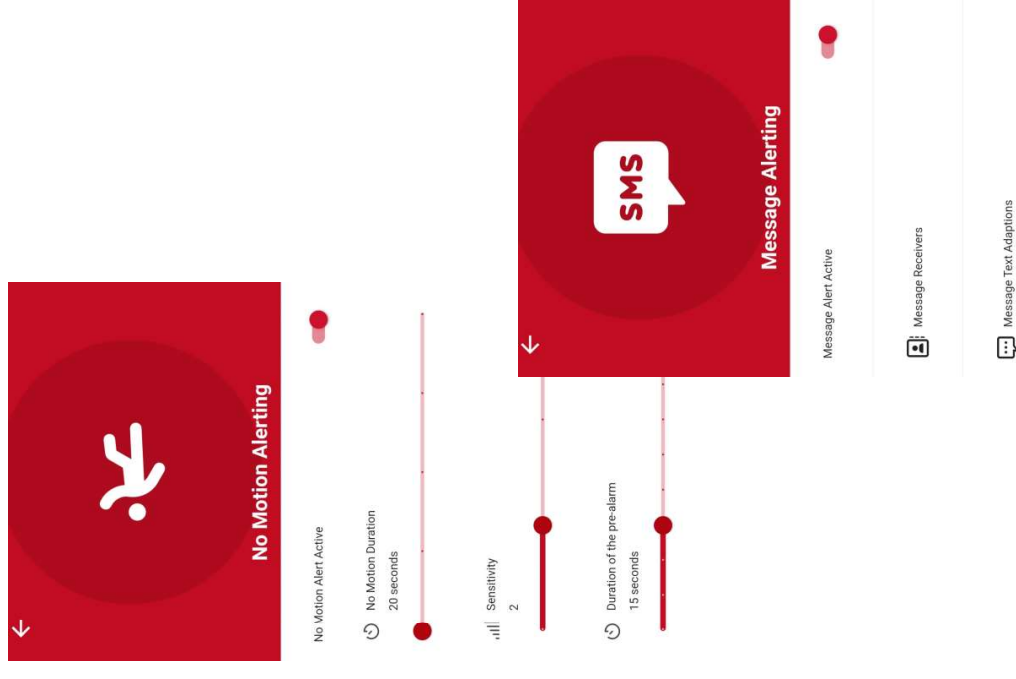 No Motion Alerting
No Motion Alert Active
No Motion Duration
20 seconds
Sensitivity
2
Duration of the pre-alarm
15 seconds
SMS
Message Alerting
Message Alert Active
Message Receivers
Message Text Adaptions